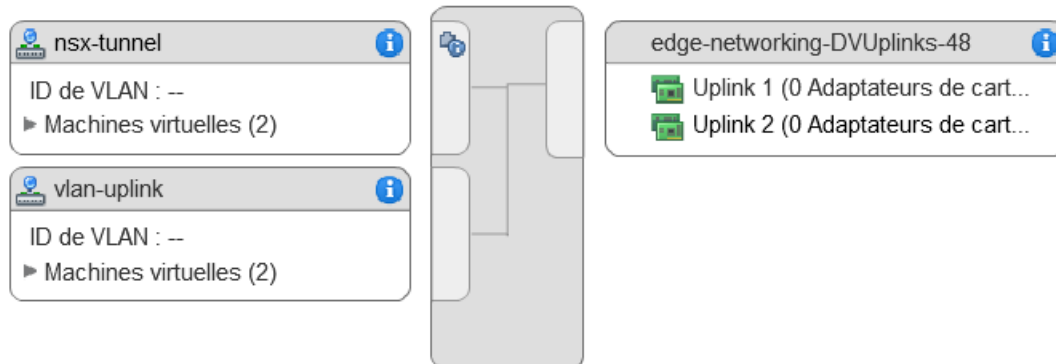 nsx-tunnel
ID de VLAN : --
Machines virtuelles (2)
vlan-uplink
ID de VLAN : --
Machines virtuelles (2)
edge-networking-DVUplinks-48
Uplink 1 (0 Adaptateurs de cart...
Uplink 2 (0 Adaptateurs de cart...